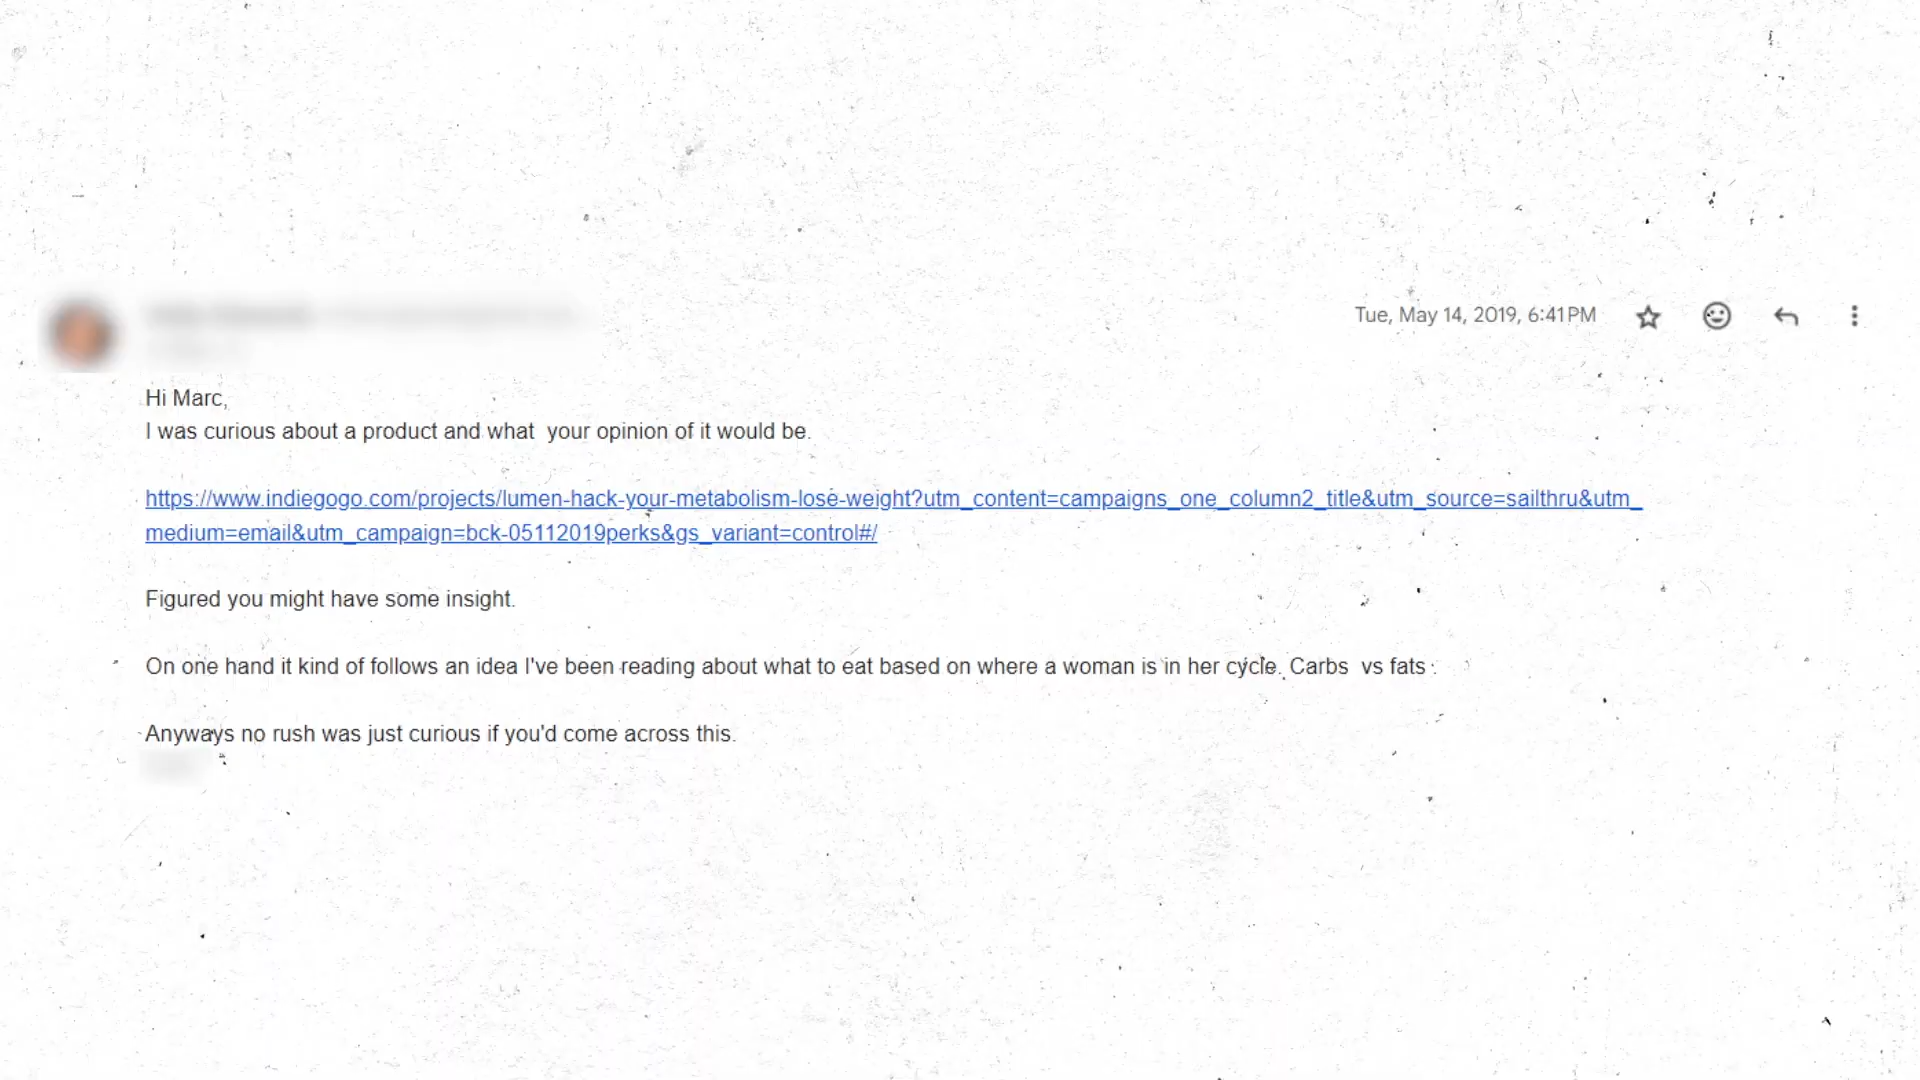 Tue, May 14, 2019, 6:41 PM
Hi Marc,
I was curious about a product and what  your opinion of it would be.
https://www.indiegogo.com/projects/lumen-hack-your-metabolism-lose-weight?utm_content=campaigns_one_column2_title&utm_source=sailthru&utm_
medium=email&utm_campaign=bck-05112019perks&gs_variant=control#/
Figured you might have some insight.
On one hand it kind of follows an idea I've been reading about what to eat based on where a woman is in her cycle. Carbs  vs fats .
Anyways no rush was just curious if you'd come across this.